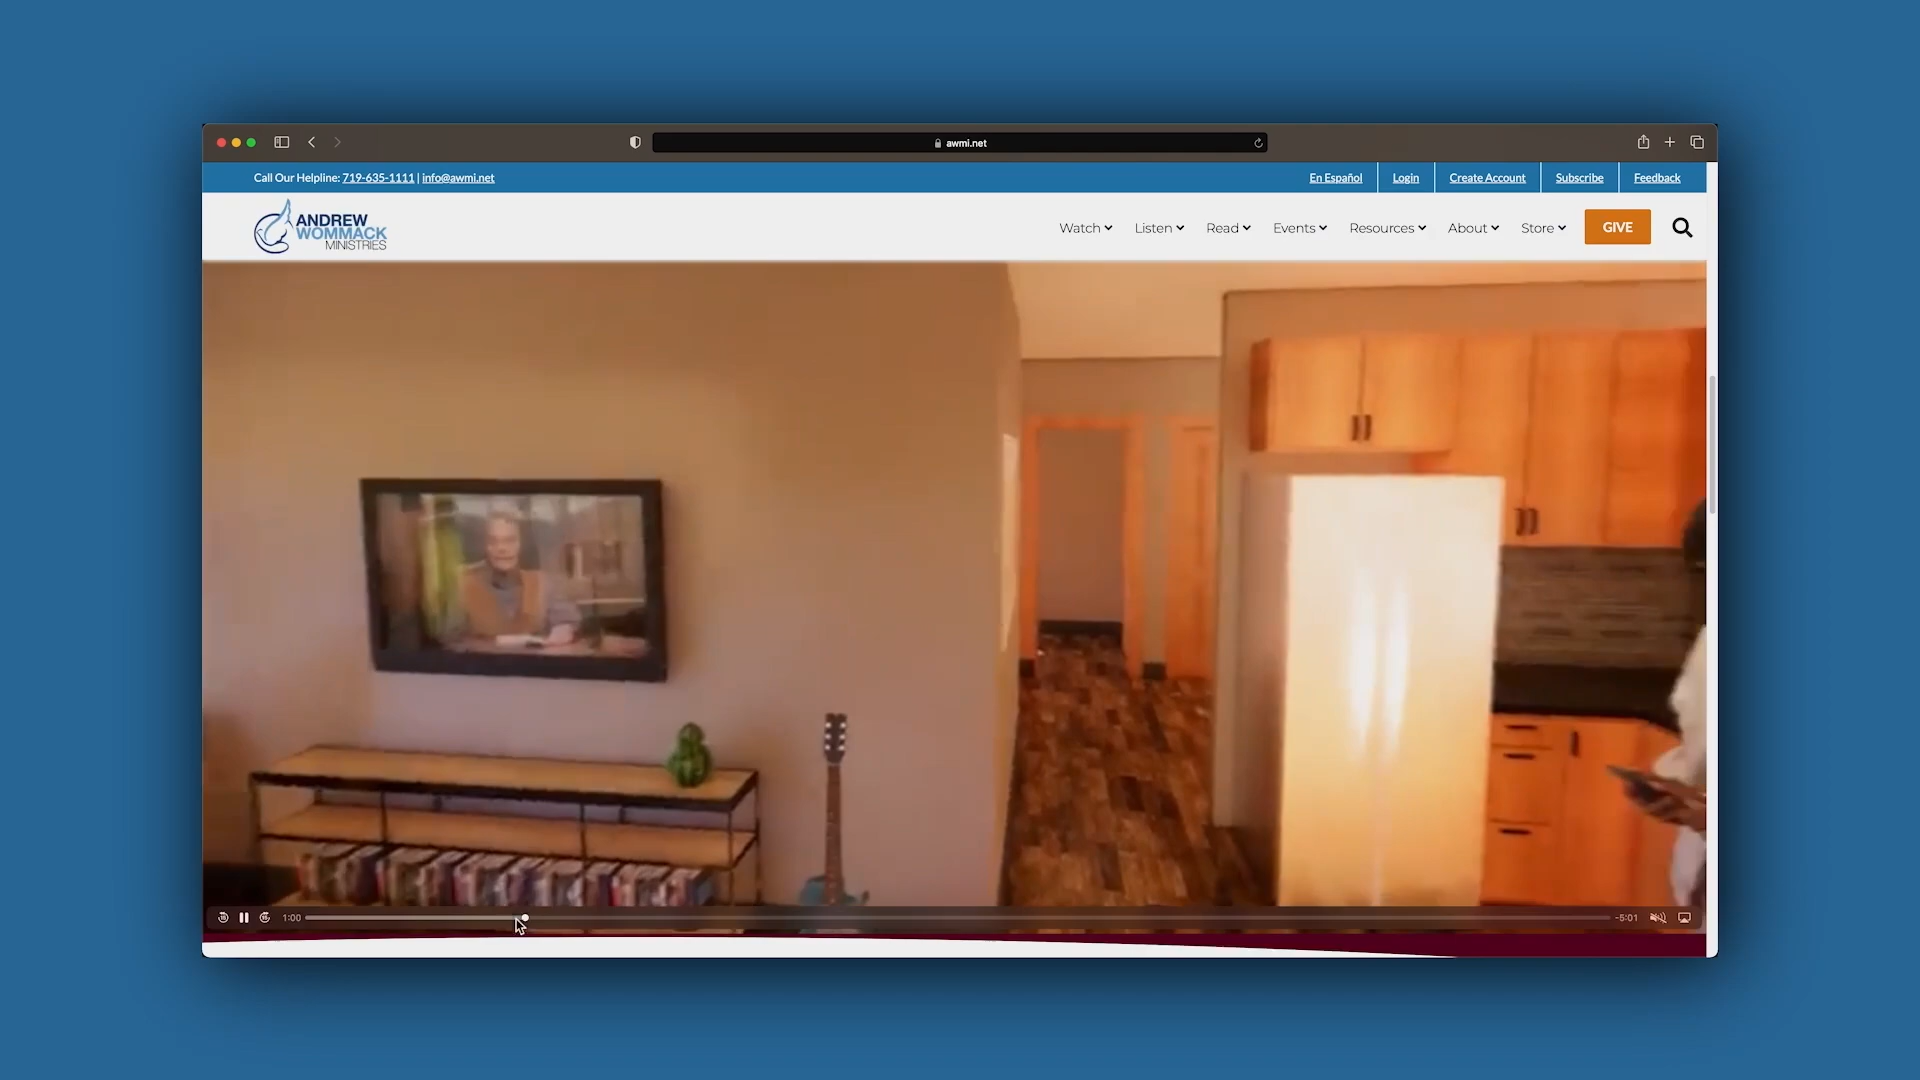 awmi.net
Call Our Helpline: 719-635-1111 | info@awmi.net
En Español
Login
Create Account
Subscribe
Feedback
ANDREW
WOMMACK
MINISTRIES
Watch
Listen
Read
Events
Resources
About
Store
GIVE
1:00
-5:01